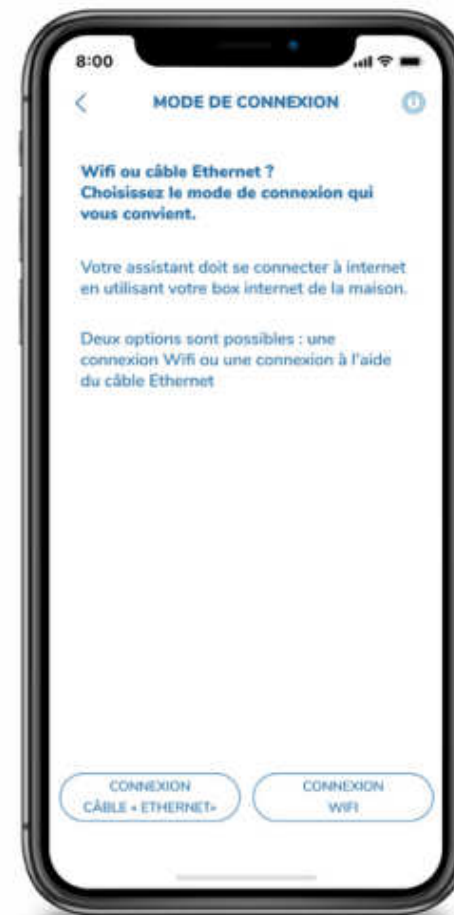 8:00
MODE DE CONNEXION
Wifi ou câble Ethernet ?
Choisissez le mode de connexion qui
vous convient.
Votre assistant doit se connecter à internet
en utilisant votre box internet de la maison.
Deux options sont possibles : une
connexion Wifi ou une connexion à l'aide
du câble Ethernet
CONNEXION
CÂBLE « ETHERNET»
CONNEXION
WIFI